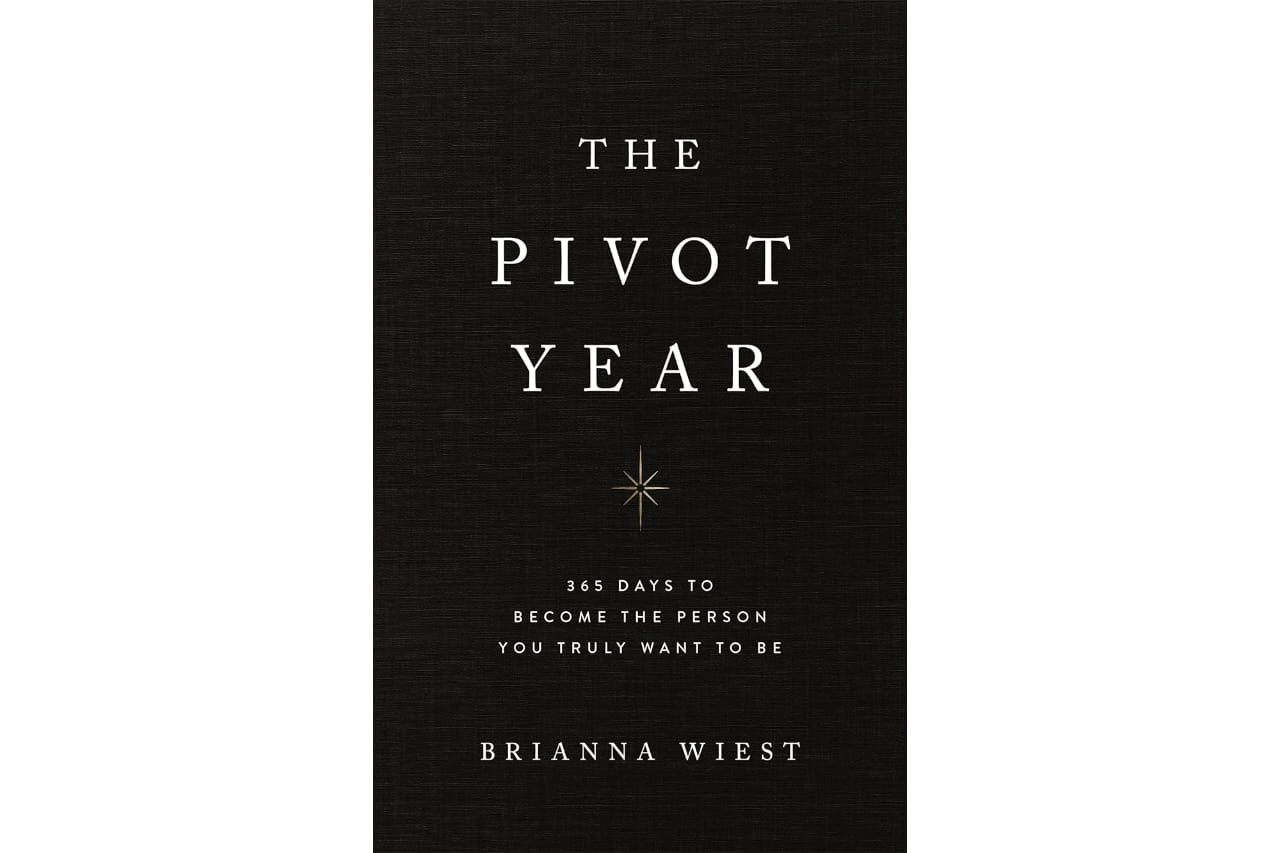 THE
PIVOT
YEAR
365 DAYS TO
BECOME THE PERSON
YOU TRULY WANT TO BE
BRIANNA WIEST